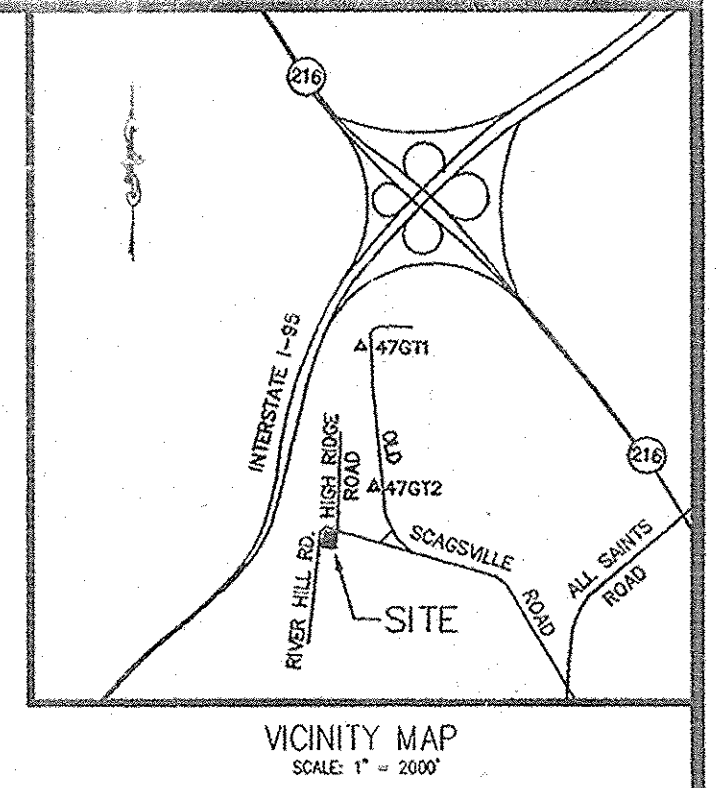 216
INTERSTATE I-95
47GT1
OLD
HIGH RIDGE
ROAD
47GT2
216
SCAGSVILLE
ROAD
ALL SAINTS
ROAD
RIVER HILL RD.
SITE
VICINITY MAP
SCALE: 1" = 2000'